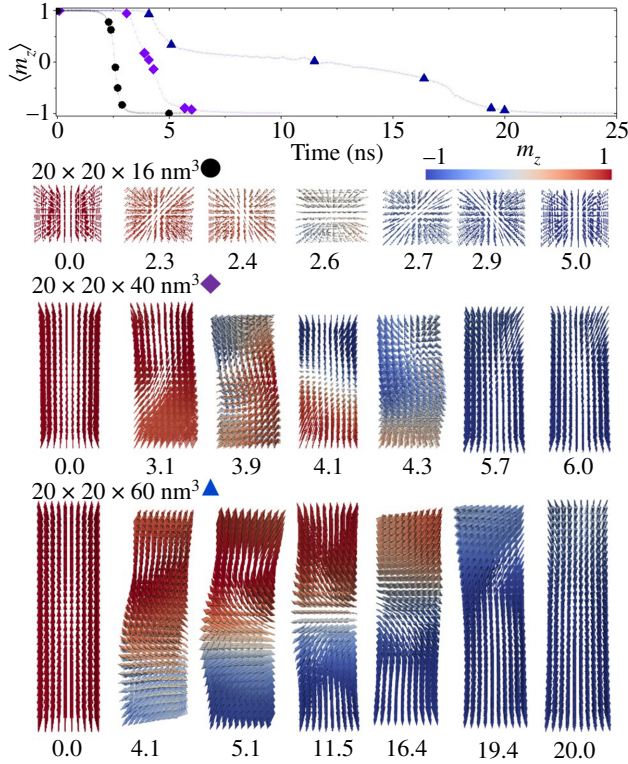 1
⟨m_z⟩
0
−1
0
5
10
15
20
25
Time (ns)
20 × 20 × 16 nm³
−1 m_z 1
0.0 2.3 2.4 2.6 2.7 2.9 5.0
20 × 20 × 40 nm³
0.0 3.1 3.9 4.1 4.3 5.7 6.0
20 × 20 × 60 nm³
0.0 4.1 5.1 11.5 16.4 19.4 20.0